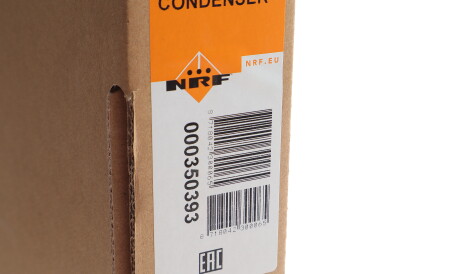 CONDENSER
NRF.EU
NRF
000350393
EAC